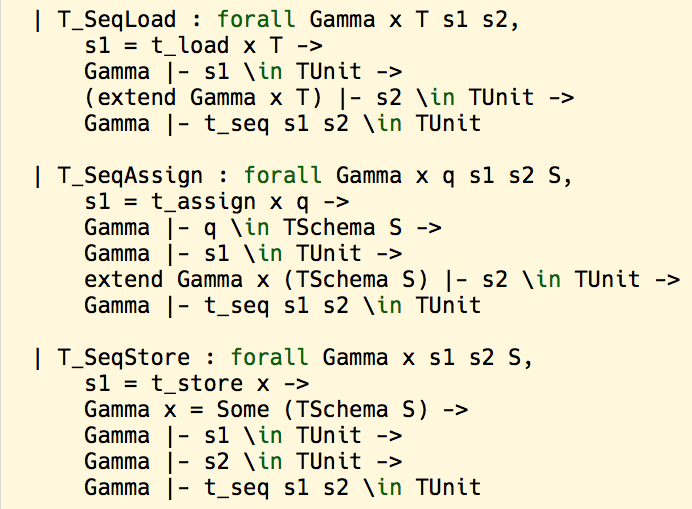 | T_SeqLoad : forall Gamma x T s1 s2,
s1 = t_load x T ->
Gamma |- s1 \in TUnit ->
(extend Gamma x T) |- s2 \in TUnit ->
Gamma |- t_seq s1 s2 \in TUnit
| T_SeqAssign : forall Gamma x q s1 s2 S,
s1 = t_assign x q ->
Gamma |- q \in TSchema S ->
Gamma |- s1 \in TUnit ->
extend Gamma x (TSchema S) |- s2 \in TUnit ->
Gamma |- t_seq s1 s2 \in TUnit
| T_SeqStore : forall Gamma x s1 s2 S,
s1 = t_store x ->
Gamma x = Some (TSchema S) ->
Gamma |- s1 \in TUnit ->
Gamma |- s2 \in TUnit ->
Gamma |- t_seq s1 s2 \in TUnit